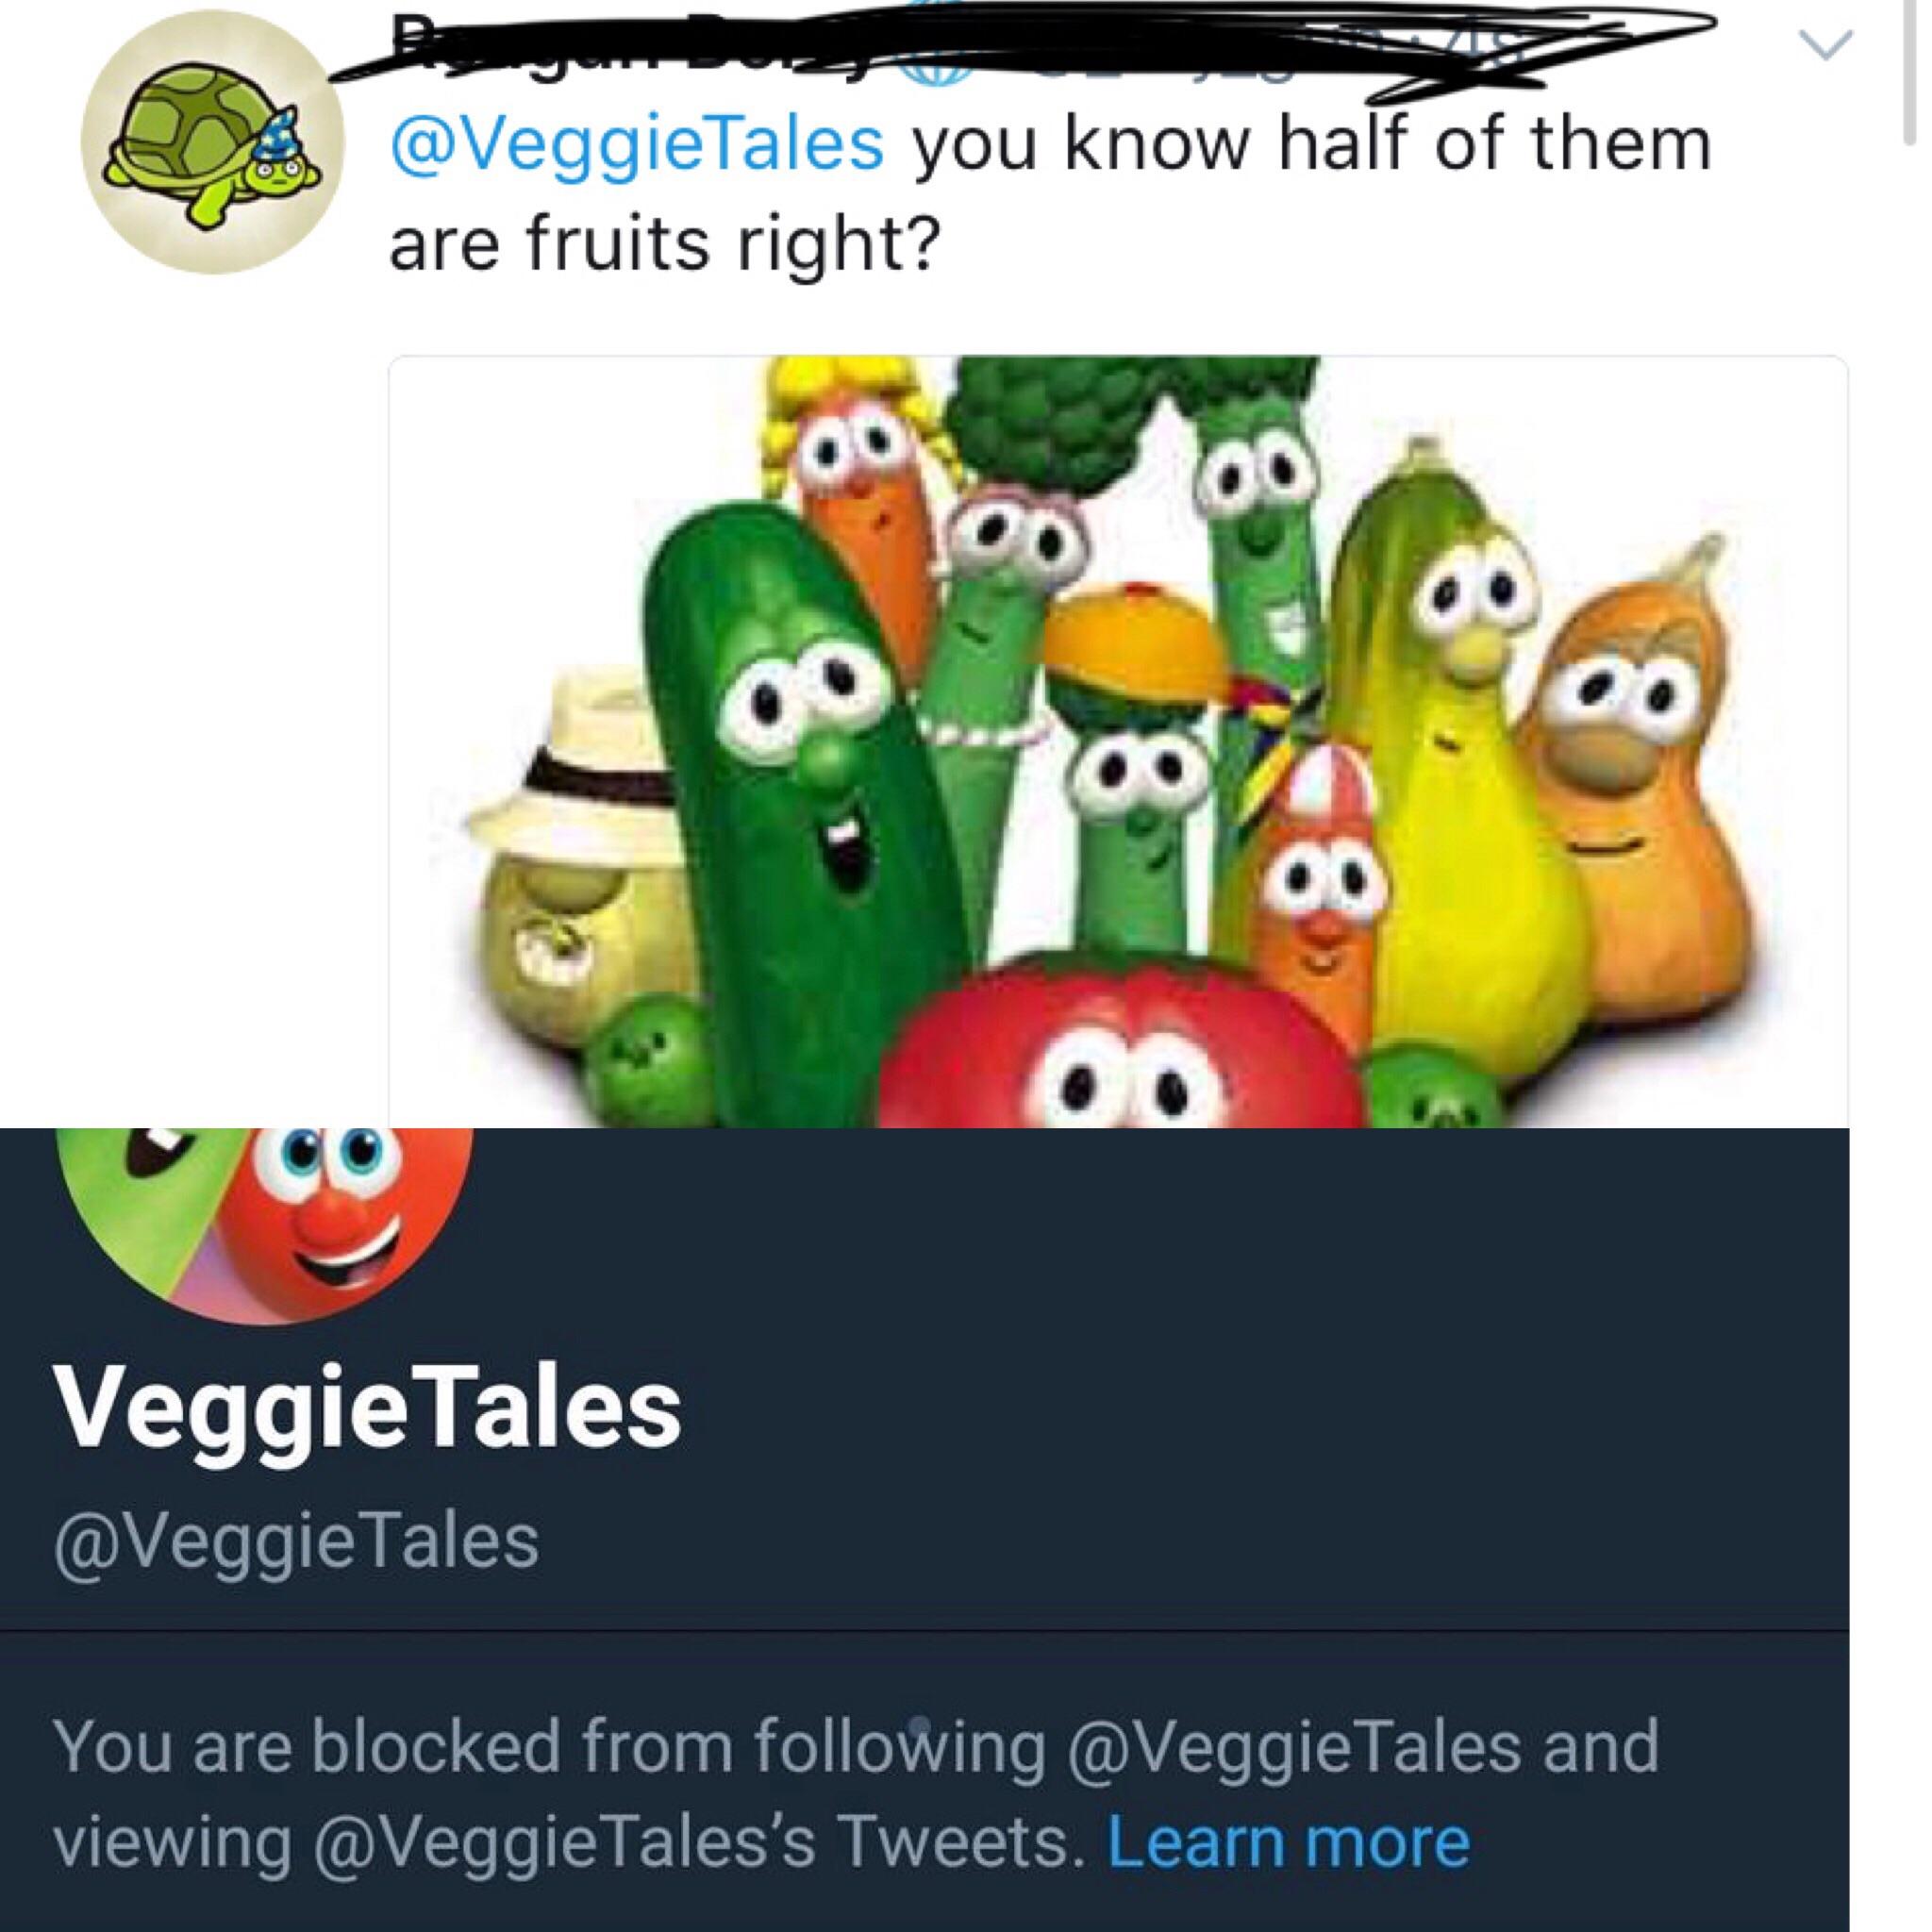 @VeggieTales you know half of them
are fruits right?
VeggieTales
@VeggieTales
You are blocked from following @VeggieTales and
viewing @VeggieTales’s Tweets. Learn more